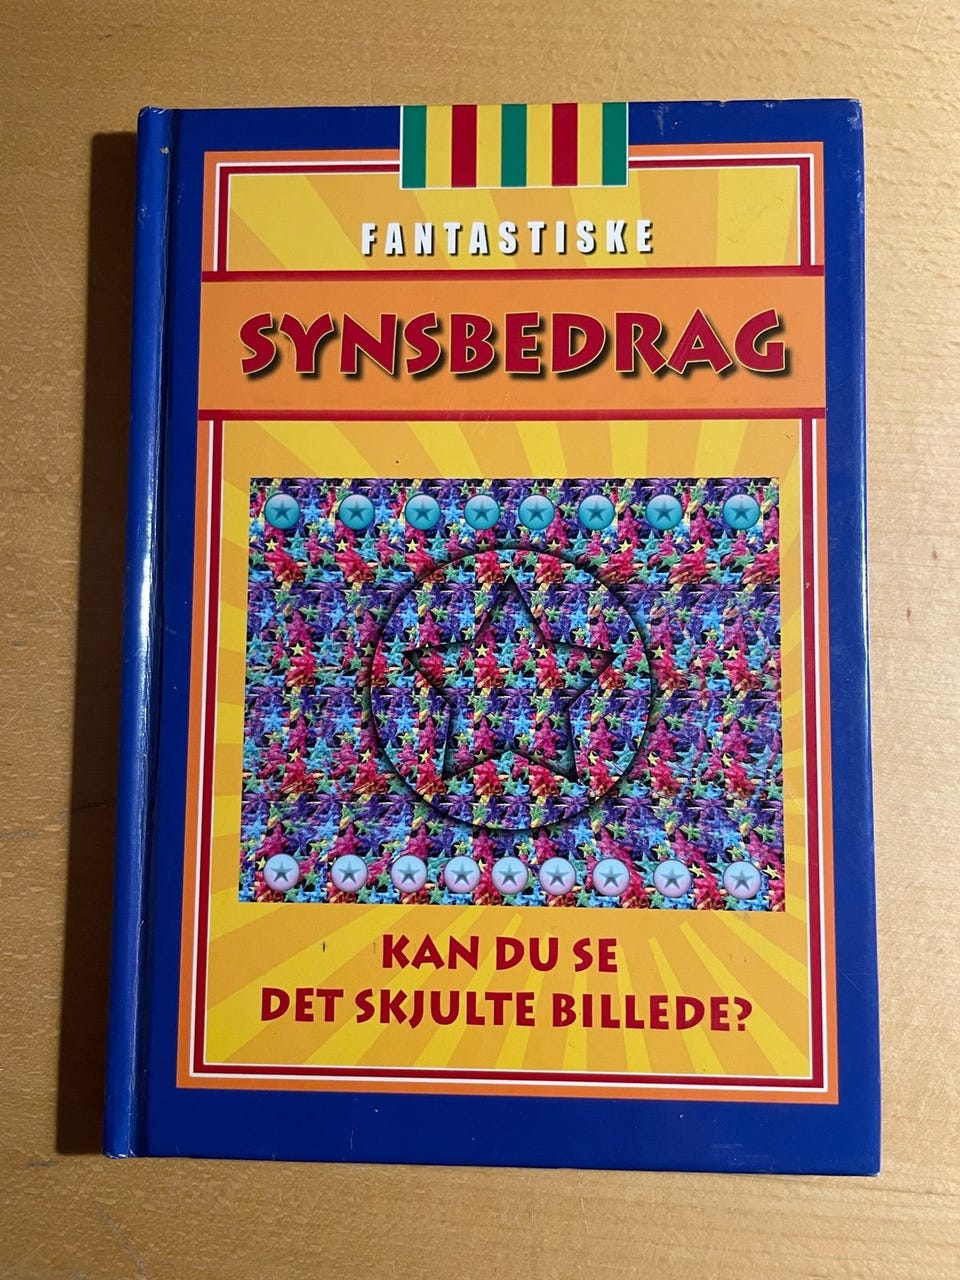 FANTASTISKE
SYNSBEDRAG
KAN DU SE
DET SKJULTE BILLEDE?